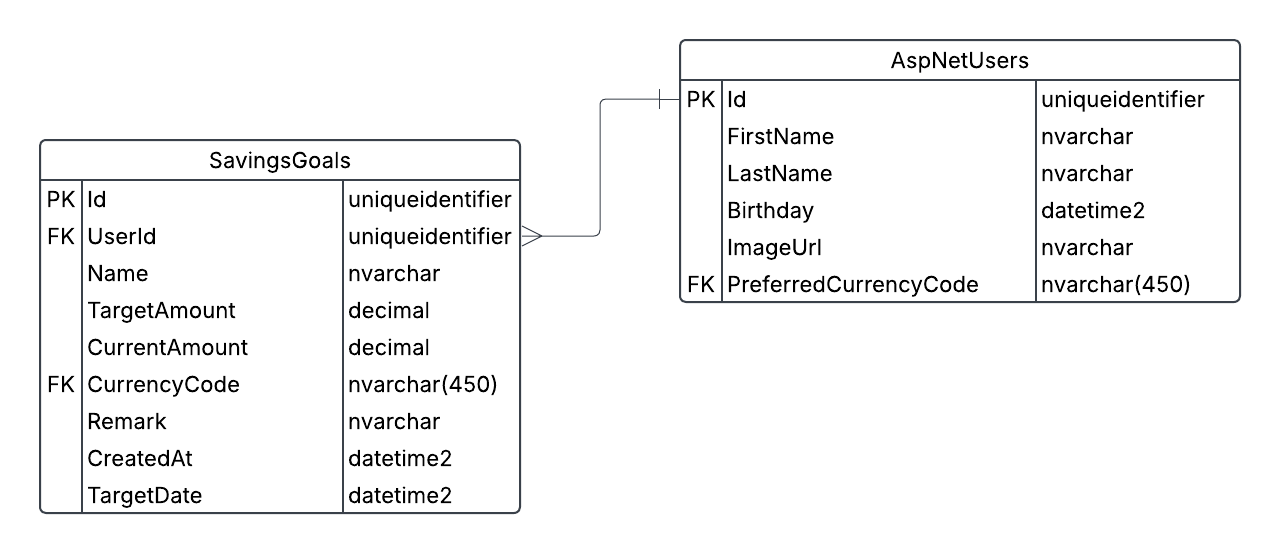 SavingsGoals
PK Id uniqueidentifier
FK UserId uniqueidentifier
Name nvarchar
TargetAmount decimal
CurrentAmount decimal
FK CurrencyCode nvarchar(450)
Remark nvarchar
CreatedAt datetime2
TargetDate datetime2
AspNetUsers
PK Id uniqueidentifier
FirstName nvarchar
LastName nvarchar
Birthday datetime2
ImageUrl nvarchar
FK PreferredCurrencyCode nvarchar(450)